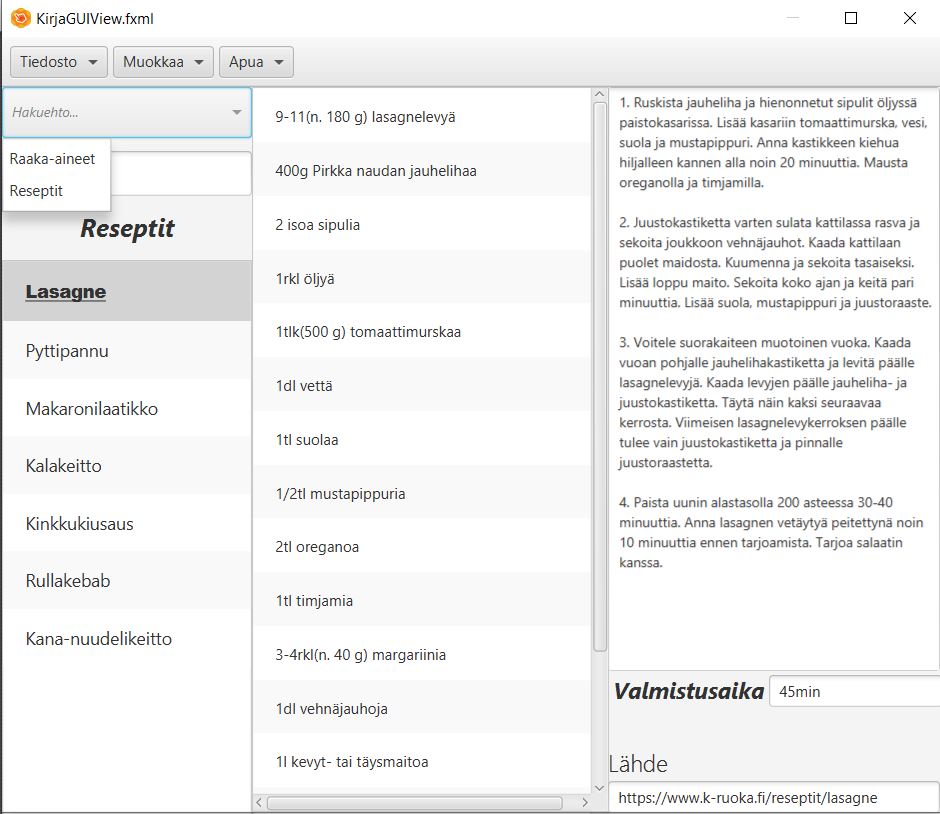 KirjaGUIView.fxml
Tiedosto
Muokkaa
Apua
Hakuehto...
Raaka-aineet
Reseptit
Reseptit
Lasagne
Pyttipannu
Makaronilaatikko
Kalakeitto
Kinkkukiusaus
Rullakebab
Kana-nuudelikeitto
9-11(n. 180 g) lasagnelevyä
400g Pirkka naudan jauhelihaa
2 isoa sipulia
1rkl öljyä
1tlk(500 g) tomaattimurskaa
1dl vettä
1tl suolaa
1/2tl mustapippuria
2tl oreganoa
1tl timjamia
3-4rkl(n. 40 g) margariinia
1dl vehnäjauhoja
1l kevyt- tai täysmaitoa
1. Ruskista jauheliha ja hienonnetut sipulit öljyssä
paistokasarissa. Lisää kasariin tomaattimurska, vesi,
suola ja mustapippuri. Anna kastikkeen kiehua
hiljalleen kannen alla noin 20 minuuttia. Mausta
oreganolla ja timjamilla.
2. Juustokastiketta varten sulata kattilassa rasva ja
sekoita joukkoon vehnäjauhot. Kaada kattilaan
puolet maidosta. Kuumenna ja sekoita tasaiseksi.
Lisää loppu maito. Sekoita koko ajan ja keitä pari
minuuttia. Lisää suola, mustapippuri ja juustoraaste.
3. Voitele suorakaiteen muotoinen vuoka. Kaada
vuoan pohjalle jauhelihakastiketta ja levitä päälle
lasagnelevyjä. Kaada levyjen päälle jauheliha- ja
juustokastiketta. Täytä näin kaksi seuraavaa
kerrosta. Viimeisen lasagnelevykerroksen päälle
tulee vain juustokastiketta ja pinnalle
juustoraastetta.
4. Paista uunin alastasolla 200 asteessa 30-40
minuuttia. Anna lasagnen vetäytyä peitettynä noin
10 minuuttia ennen tarjoamista. Tarjoa salaatin
kanssa.
Valmistusaika
45min
Lähde
https://www.k-ruoka.fi/reseptit/lasagne